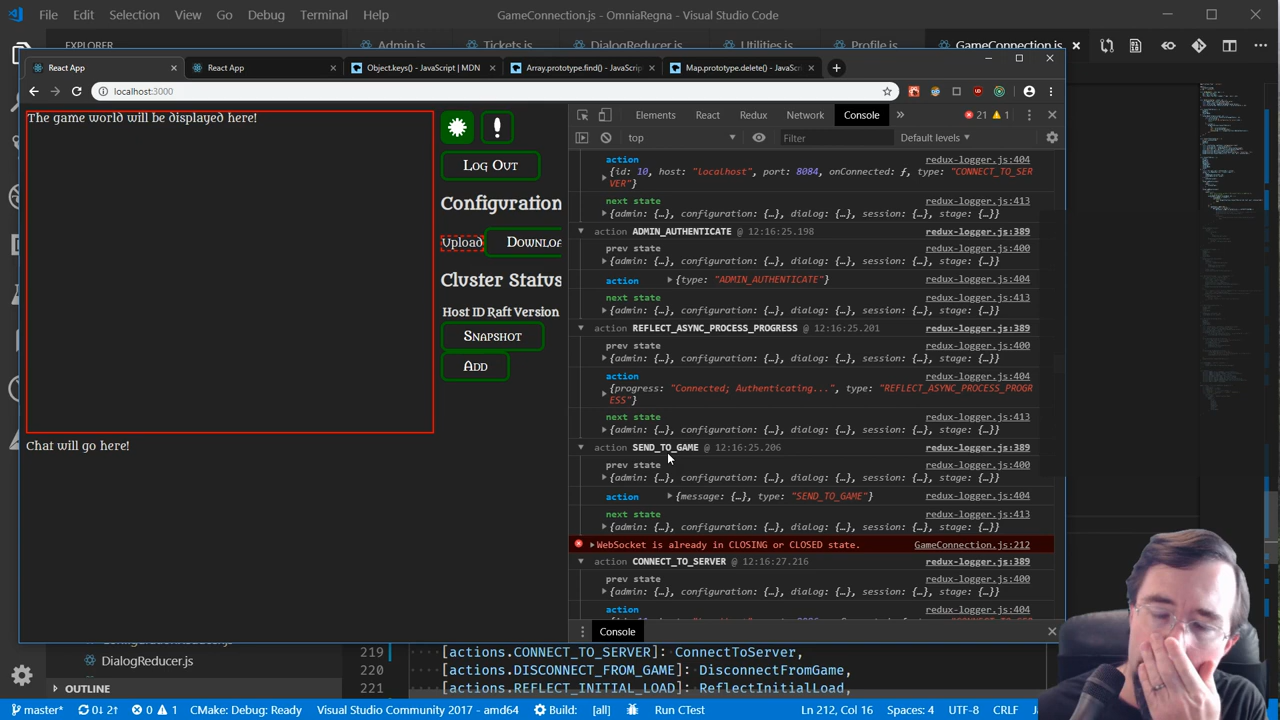 File Edit Selection View Go Debug Terminal Help GameConnection.js - OmniaRegna - Visual Studio Code
EXPLORER Admin.js Tickets.js DialogReducer.js Utilities.js Profile.js GameConnection.js
React App React App Object.keys() - JavaScript | MDN Array.prototype.find() - JavaScri Map.prototype.delete() - JavaSc
localhost:3000
The game world will be displayed here!
Log Out
Configuration
Upload Downloa
Cluster Status
Host ID Raft Version
Snapshot
Add
Chat will go here!
Elements React Redux Network Console » 21 1
top Filter Default levels
action redux-logger.js:404
{id: 10, host: "localhost", port: 8084, onConnected: ƒ, type: "CONNECT_TO_SER
VER"}
next state redux-logger.js:413
{admin: {…}, configuration: {…}, dialog: {…}, session: {…}, stage: {…}}
action ADMIN_AUTHENTICATE @ 12:16:25.198 redux-logger.js:389
prev state redux-logger.js:400
{admin: {…}, configuration: {…}, dialog: {…}, session: {…}, stage: {…}}
action {type: "ADMIN_AUTHENTICATE"} redux-logger.js:404
next state redux-logger.js:413
{admin: {…}, configuration: {…}, dialog: {…}, session: {…}, stage: {…}}
action REFLECT_ASYNC_PROCESS_PROGRESS @ 12:16:25.201 redux-logger.js:389
prev state redux-logger.js:400
{admin: {…}, configuration: {…}, dialog: {…}, session: {…}, stage: {…}}
action redux-logger.js:404
{progress: "Connected; Authenticating...", type: "REFLECT_ASYNC_PROCESS_PROGR
ESS"}
next state redux-logger.js:413
{admin: {…}, configuration: {…}, dialog: {…}, session: {…}, stage: {…}}
action SEND_TO_GAME @ 12:16:25.206 redux-logger.js:389
prev state redux-logger.js:400
{admin: {…}, configuration: {…}, dialog: {…}, session: {…}, stage: {…}}
action {message: {…}, type: "SEND_TO_GAME"} redux-logger.js:404
next state redux-logger.js:413
{admin: {…}, configuration: {…}, dialog: {…}, session: {…}, stage: {…}}
WebSocket is already in CLOSING or CLOSED state. GameConnection.js:212
action CONNECT_TO_SERVER @ 12:16:27.216 redux-logger.js:389
prev state redux-logger.js:400
{admin: {…}, configuration: {…}, dialog: {…}, session: {…}, stage: {…}}
action redux-logger.js:404
Console
DialogReducer.js
OUTLINE
219 [actions.CONNECT_TO_SERVER]: ConnectToServer,
220 [actions.DISCONNECT_FROM_GAME]: DisconnectFromGame,
221 [actions.REFLECT_INITIAL_LOAD]: ReflectInitialLoad,
master* 0↓ 2↑ 0 1 CMake: Debug: Ready Visual Studio Community 2017 - amd64 Build: [all] Run CTest Ln 212, Col 16 Spaces: 4 UTF-8 CRLF